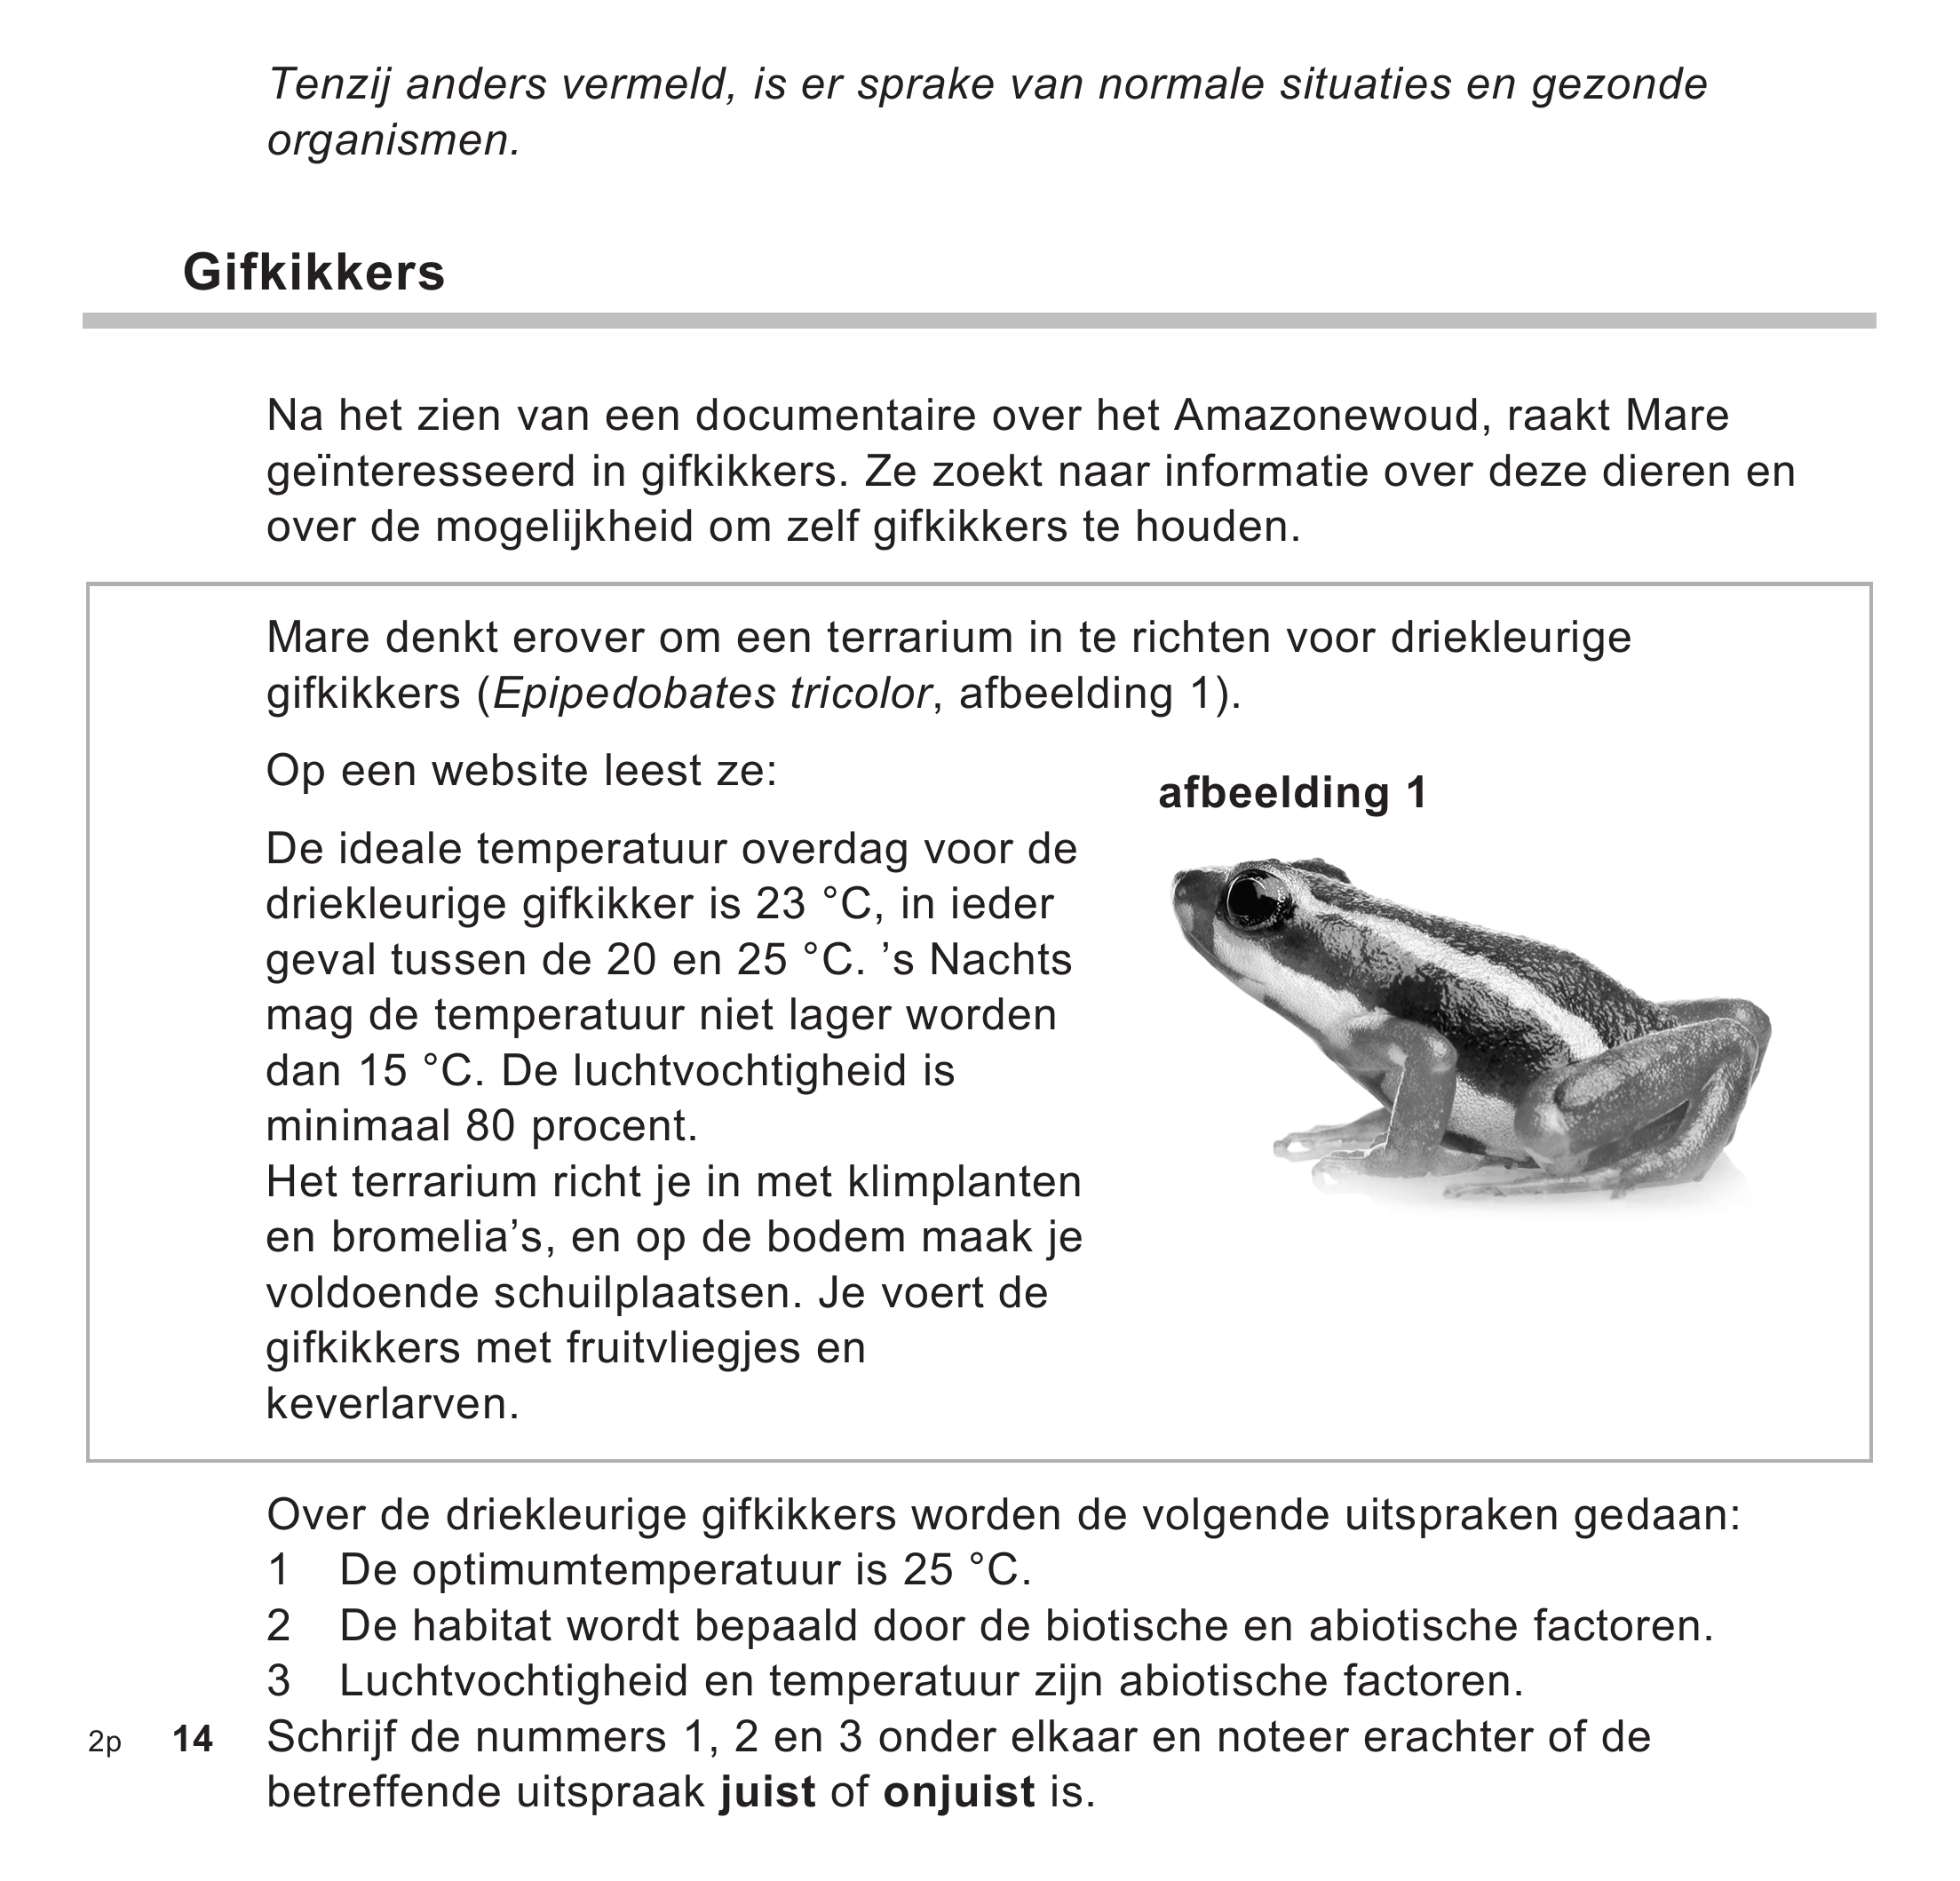 Tenzij anders vermeld, is er sprake van normale situaties en gezonde
organismen.
Gifkikkers
Na het zien van een documentaire over het Amazonewoud, raakt Mare
geïnteresseerd in gifkikkers. Ze zoekt naar informatie over deze dieren en
over de mogelijkheid om zelf gifkikkers te houden.
Mare denkt erover om een terrarium in te richten voor driekleurige
gifkikkers (Epipedobates tricolor, afbeelding 1).
Op een website leest ze:
De ideale temperatuur overdag voor de
driekleurige gifkikker is 23 °C, in ieder
geval tussen de 20 en 25 °C. ’s Nachts
mag de temperatuur niet lager worden
dan 15 °C. De luchtvochtigheid is
minimaal 80 procent.
Het terrarium richt je in met klimplanten
en bromelia’s, en op de bodem maak je
voldoende schuilplaatsen. Je voert de
gifkikkers met fruitvliegjes en
keverlarven.
afbeelding 1
Over de driekleurige gifkikkers worden de volgende uitspraken gedaan:
1 De optimumtemperatuur is 25 °C.
2 De habitat wordt bepaald door de biotische en abiotische factoren.
3 Luchtvochtigheid en temperatuur zijn abiotische factoren.
2p 14 Schrijf de nummers 1, 2 en 3 onder elkaar en noteer erachter of de
betreffende uitspraak juist of onjuist is.